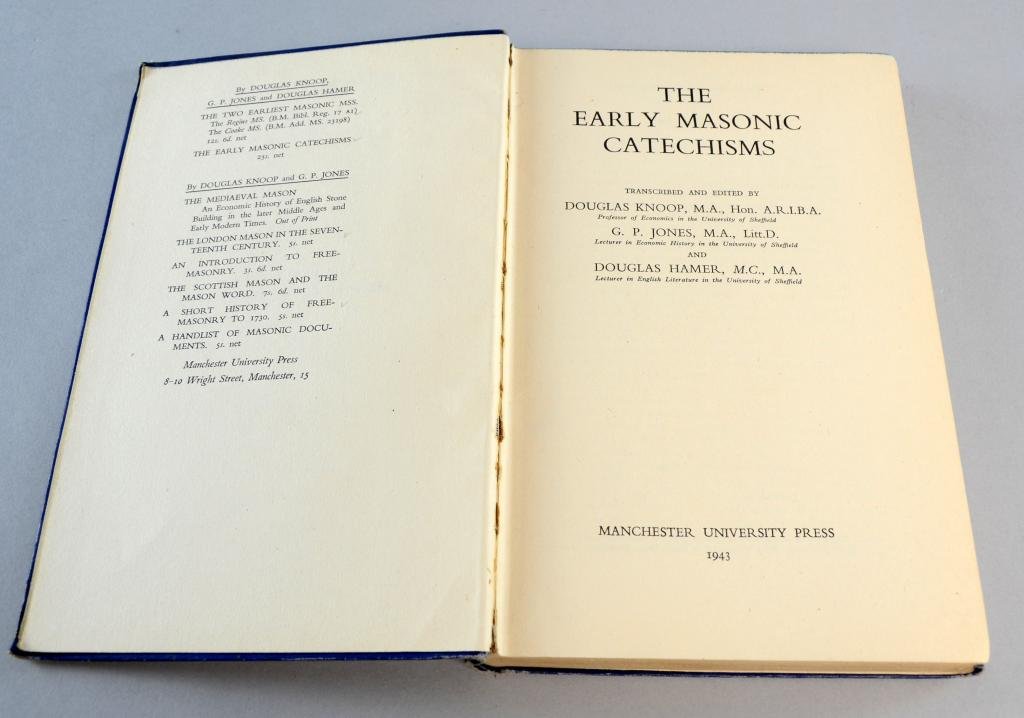 By DOUGLAS KNOOP,
G. P. JONES and DOUGLAS HAMER
THE TWO EARLIEST MASONIC MSS.
The Regius MS. (B.M. Bibl. Reg. 17 A1)
The Cooke MS. (B.M. Add. MS. 23198)
12s. 6d. net
THE EARLY MASONIC CATECHISMS
25s. net
By DOUGLAS KNOOP and G. P. JONES
THE MEDIAEVAL MASON
An Economic History of English Stone
Building in the later Middle Ages and
Early Modern Times. Out of Print
THE LONDON MASON IN THE SEVEN-
TEENTH CENTURY. 5s. net
AN INTRODUCTION TO FREE-
MASONRY. 3s. 6d. net
THE SCOTTISH MASON AND THE
MASON WORD. 7s. 6d. net
A SHORT HISTORY OF FREE-
MASONRY TO 1730. 5s. net
A HANDLIST OF MASONIC DOCU-
MENTS. 5s. net
Manchester University Press
8-10 Wright Street, Manchester, 15
THE
EARLY MASONIC
CATECHISMS
TRANSCRIBED AND EDITED BY
DOUGLAS KNOOP, M.A., Hon. A.R.I.B.A.
Professor of Economics in the University of Sheffield
G. P. JONES, M.A., Litt.D.
Lecturer in Economic History in the University of Sheffield
AND
DOUGLAS HAMER, M.C., M.A.
Lecturer in English Literature in the University of Sheffield
MANCHESTER UNIVERSITY PRESS
1943